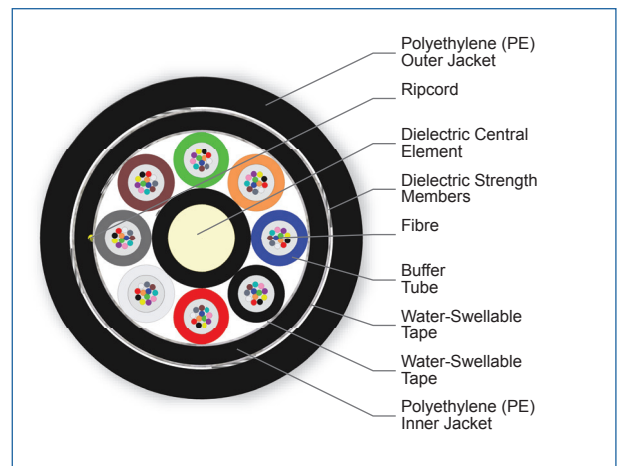 Polyethylene (PE)
Outer Jacket
Ripcord
Dielectric Central
Element
Dielectric Strength
Members
Fibre
Buffer
Tube
Water-Swellable
Tape
Water-Swellable
Tape
Polyethylene (PE)
Inner Jacket